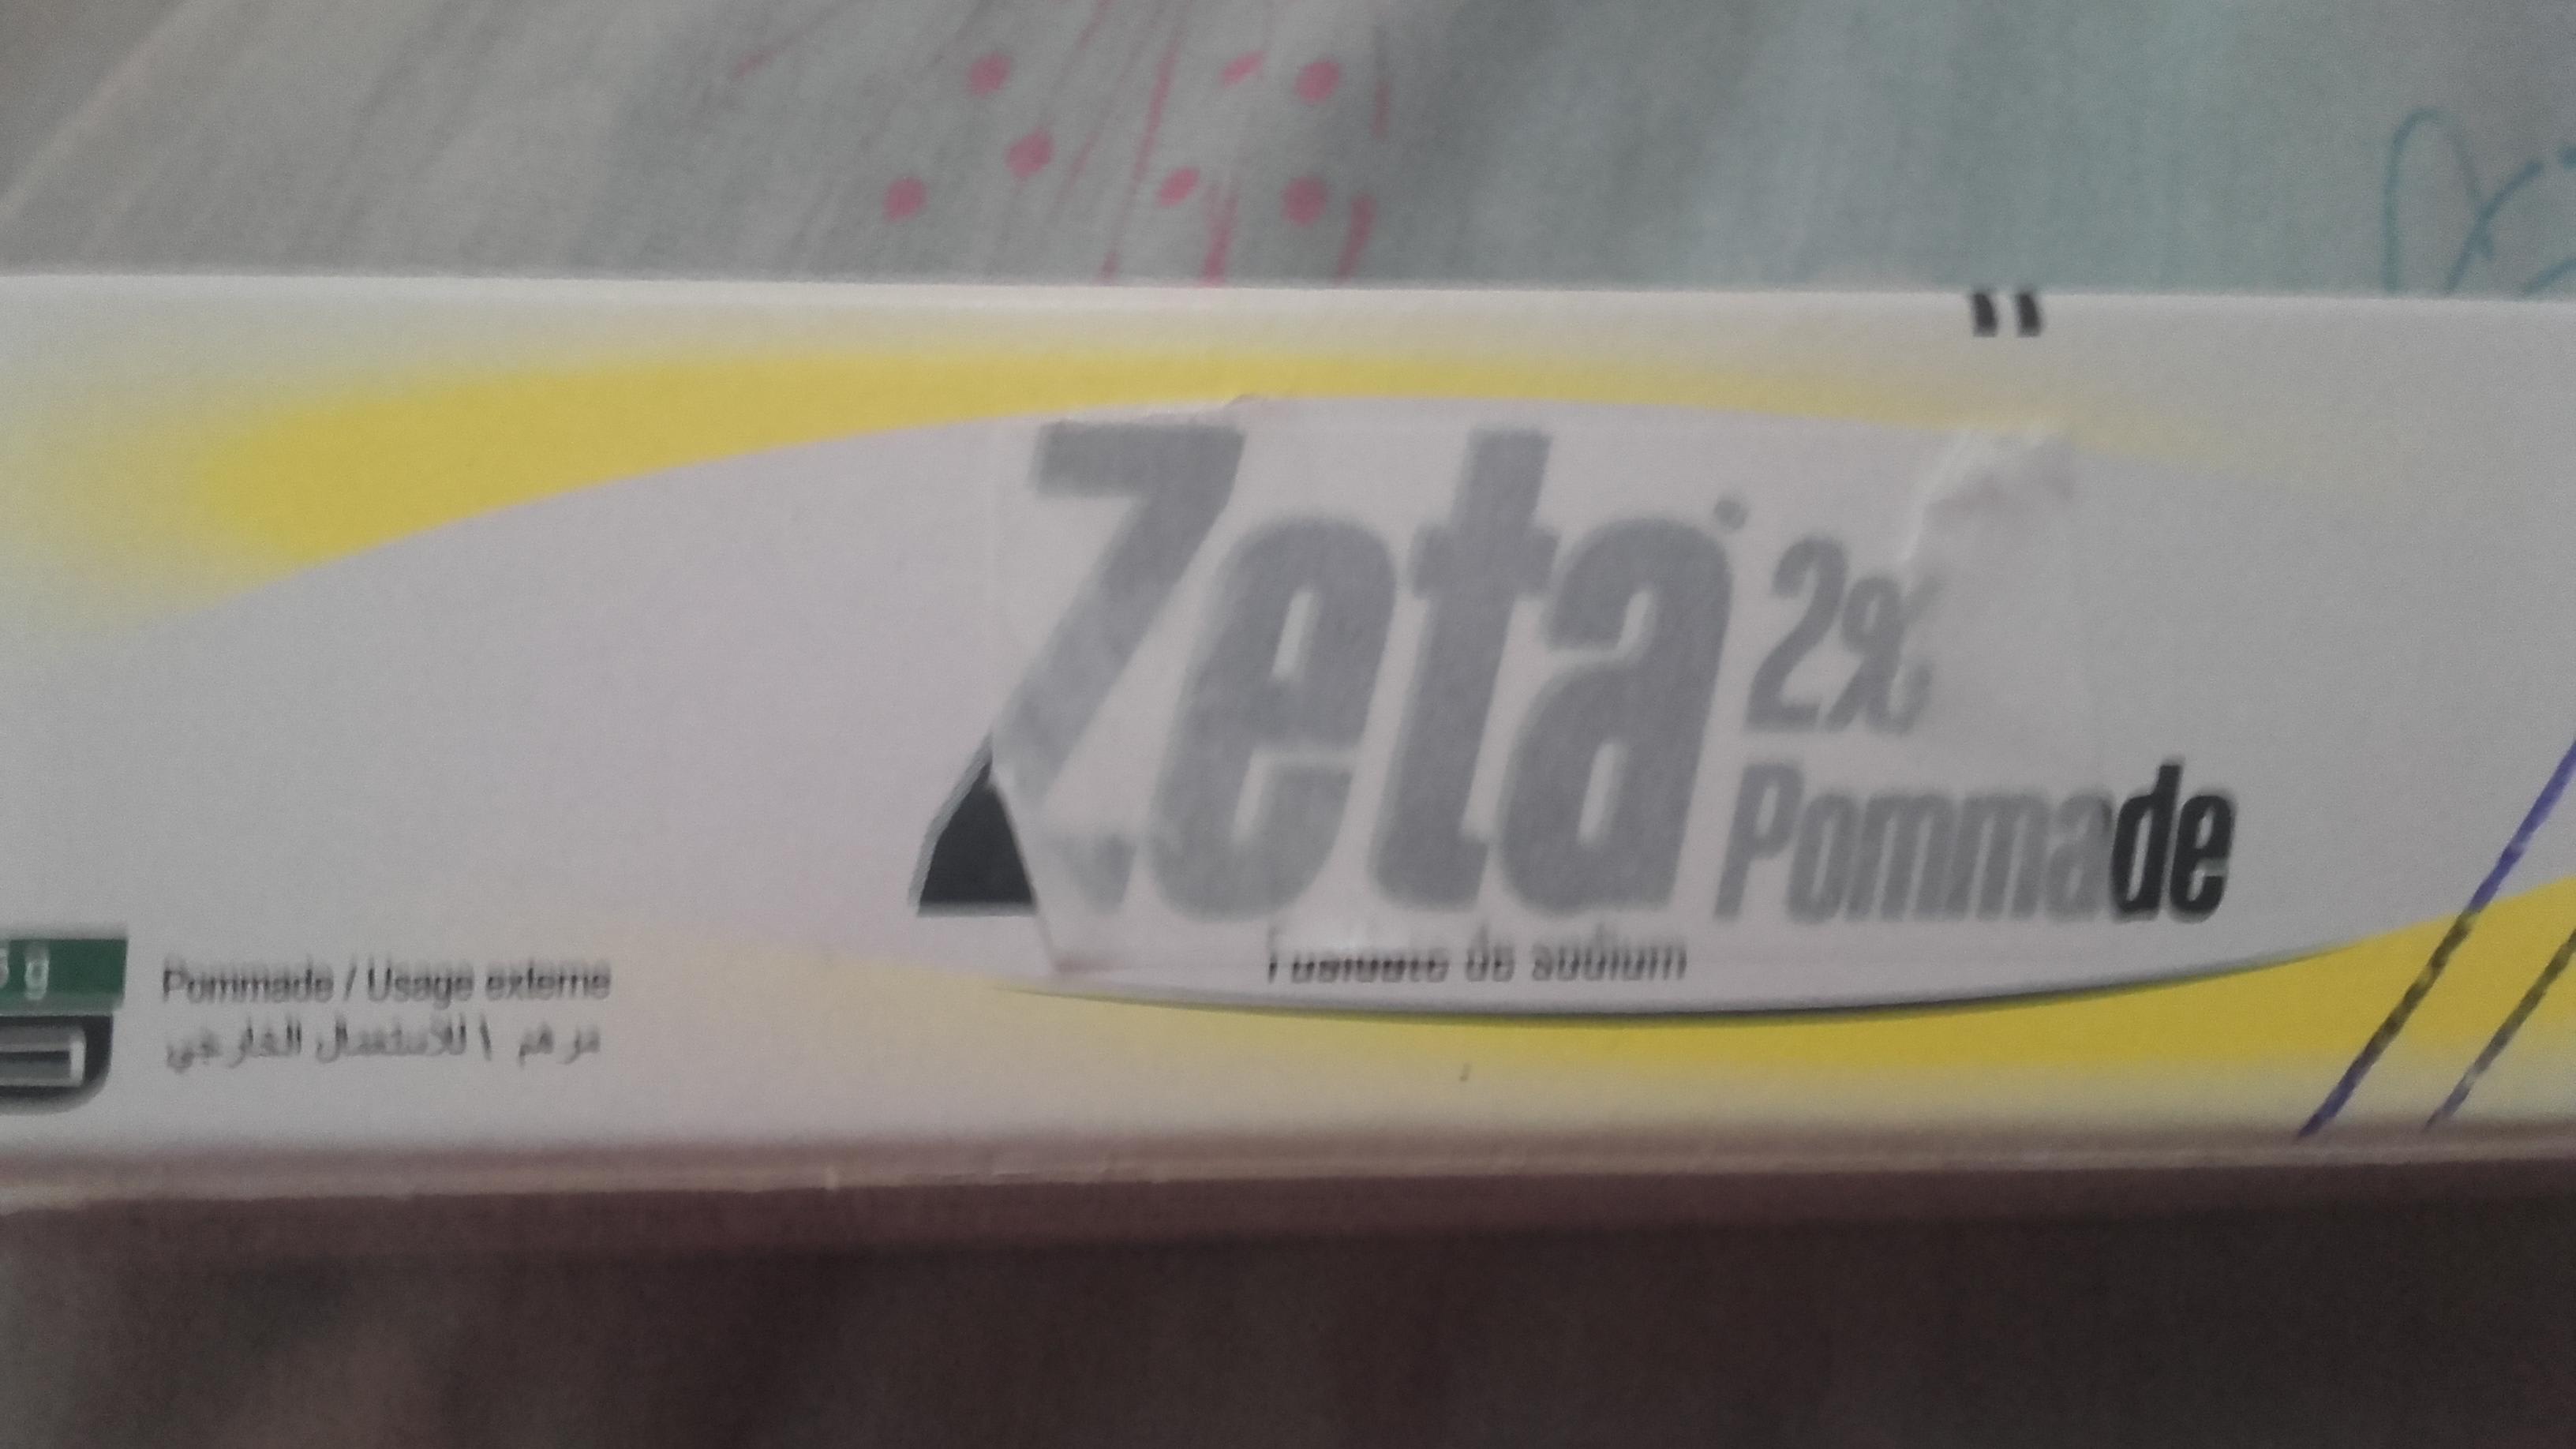 Zeta 2%
Pommade
Fusidate de sodium
g
Pommade / Usage externe
مرهم \ للاستعمال الخارجي